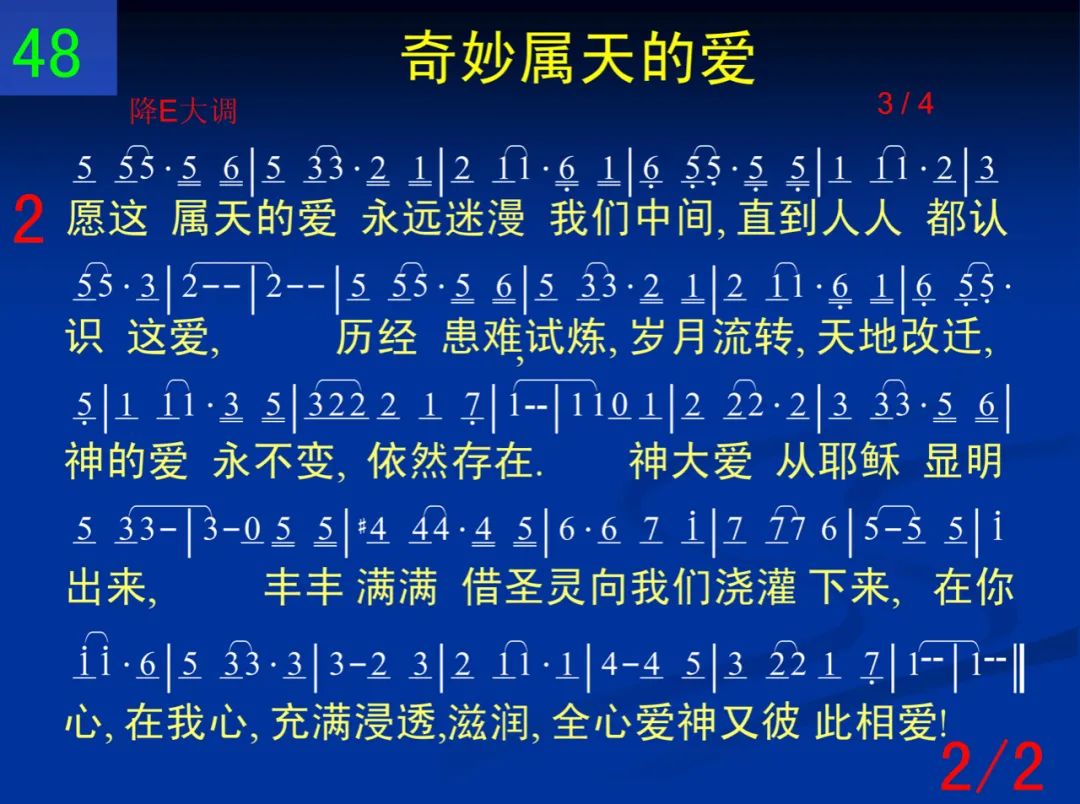 48
奇妙属天的爱
降E大调
3 / 4
5 55·5 6|5 33·2 1|2 11·6 1|6 55·5 5|1 11·2|3
2
愿这 属天的爱 永远迷漫 我们中间, 直到人人 都认
55·3|2--|2--|5 55·5 6|5 33·2 1|2 11·6 1|6 55·
识 这爱, 历经 患难,试炼, 岁月流转, 天地改迁,
5|1 11·3 5|322 2 1 7|1--|110 1|2 22·2|3 33·5 6|
神的爱 永不变, 依然存在. 神大爱 从耶稣 显明
5 33-|3-0 5 5|♯4 44·4 5|6·6 7 i|7 77 6|5-5 5|i
出来, 丰丰 满满 借圣灵向我们浇灌 下来, 在你
ii·6|5 33·3|3-2 3|2 11·1|4-4 5|3 22 1 7|1--|1--‖
心, 在我心, 充满浸透,滋润, 全心爱神又彼 此相爱!
2/2